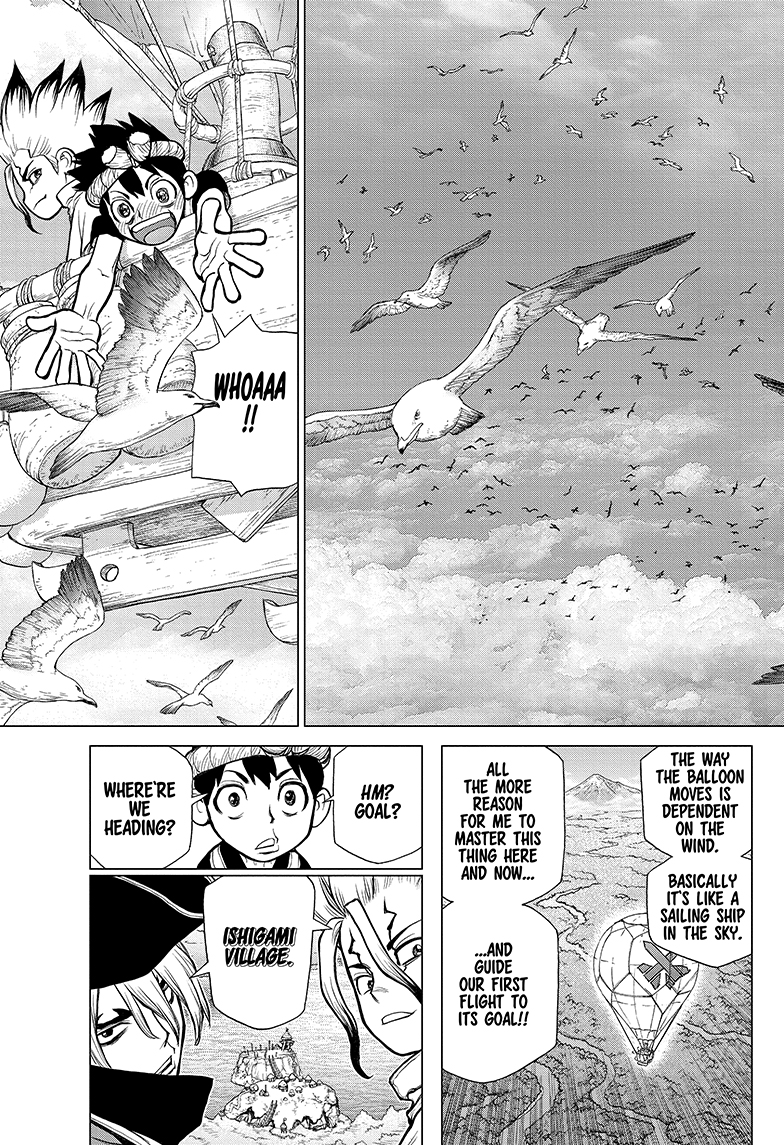 WHOAAA
!!
THE WAY
THE BALLOON
MOVES IS
DEPENDENT
ON THE
WIND.
BASICALLY
IT'S LIKE A
SAILING SHIP
IN THE SKY.
ALL
THE MORE
REASON
FOR ME TO
MASTER THIS
THING HERE
AND NOW...
...AND
GUIDE
OUR FIRST
FLIGHT TO
ITS GOAL!!
HM?
GOAL?
WHERE'RE
WE
HEADING?
ISHIGAMI
VILLAGE.